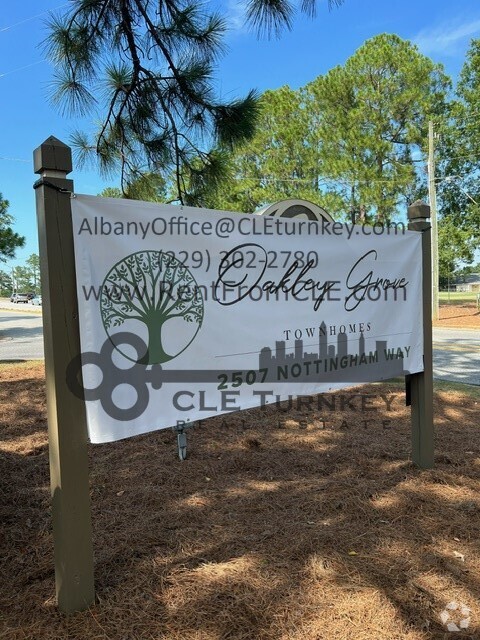 AlbanyOffice@CLETurnkey.com
(229) 302-2780
www.RentFromCLE.com
Oakley Grove
TOWNHOMES
2507 NOTTINGHAM WAY
CLE TURNKEY
REAL ESTATE